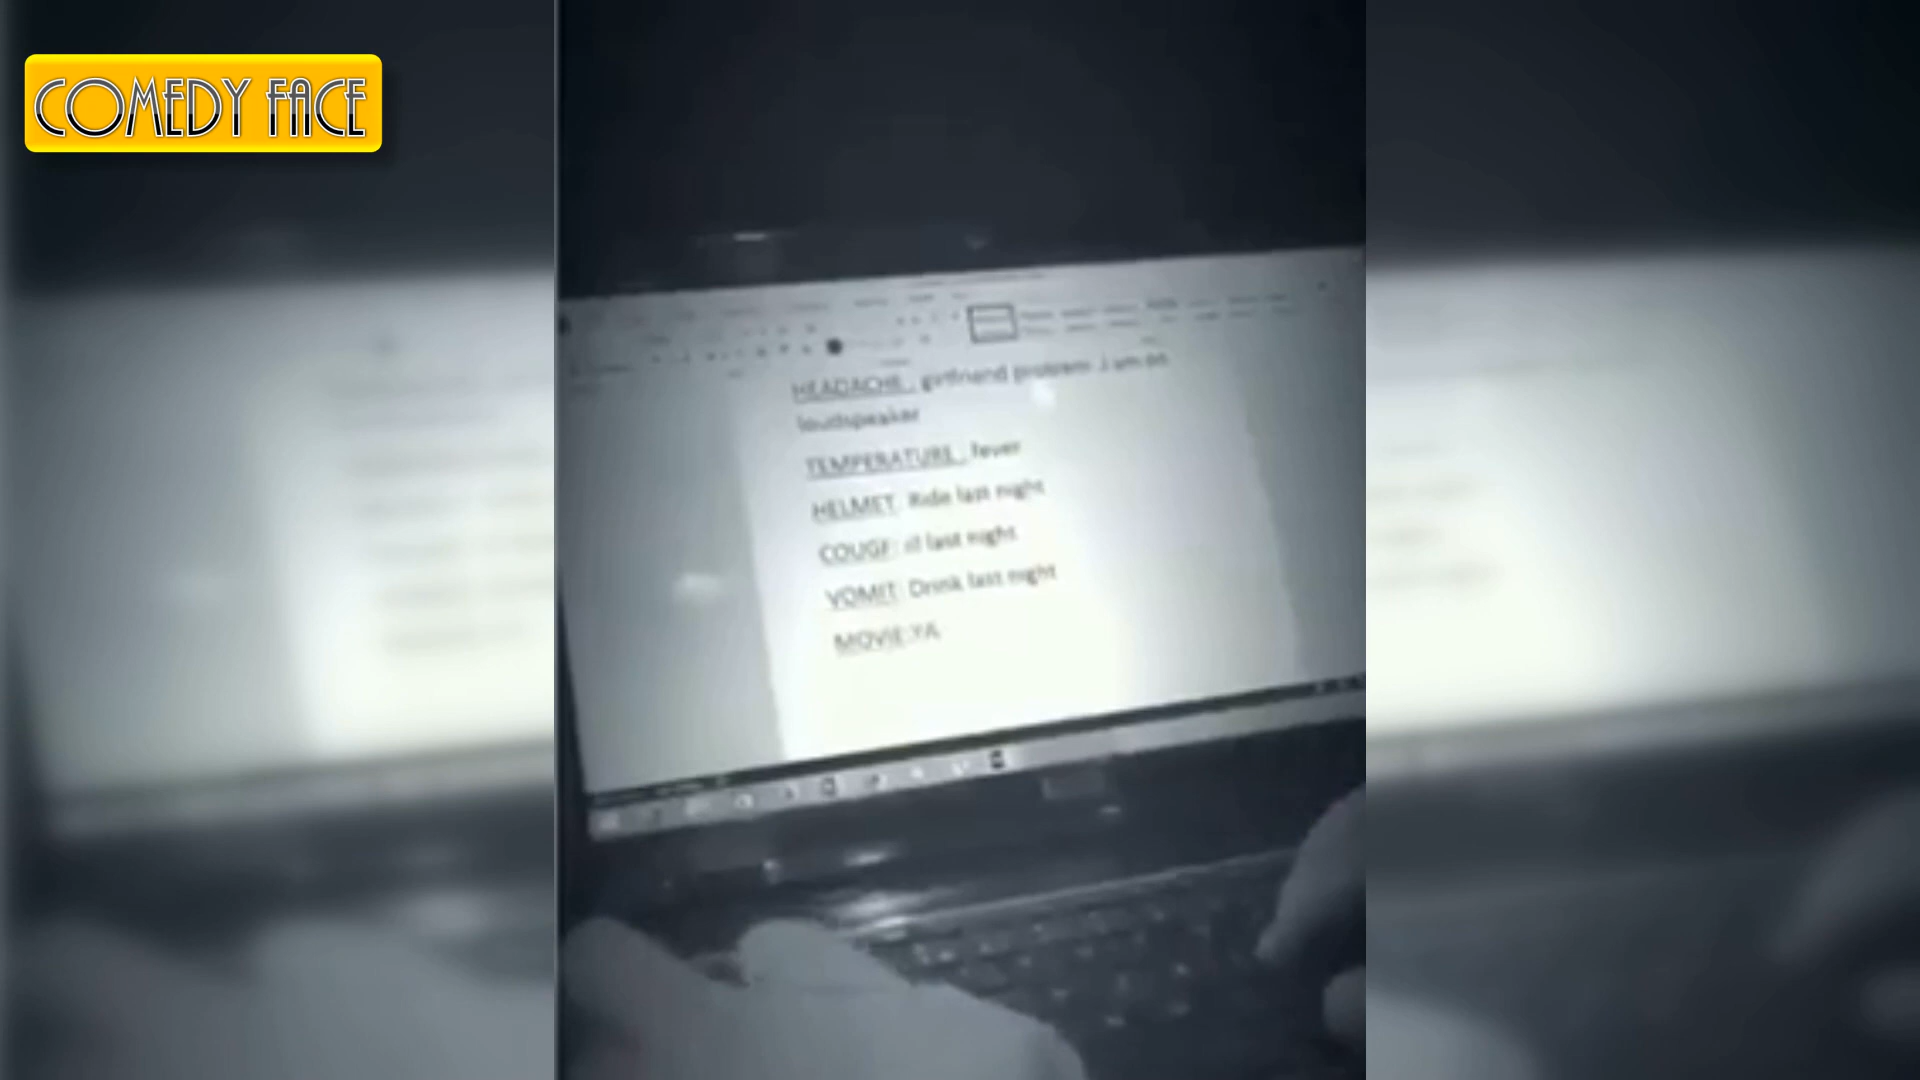 COMEDY FACE
HEADACHE : girlfriend problem .I am on
loudspeaker
TEMPERATURE : fever
HELMET: Ride last night
COUGF: ill last night
VOMIT: Drink last night
MOVIE:YA